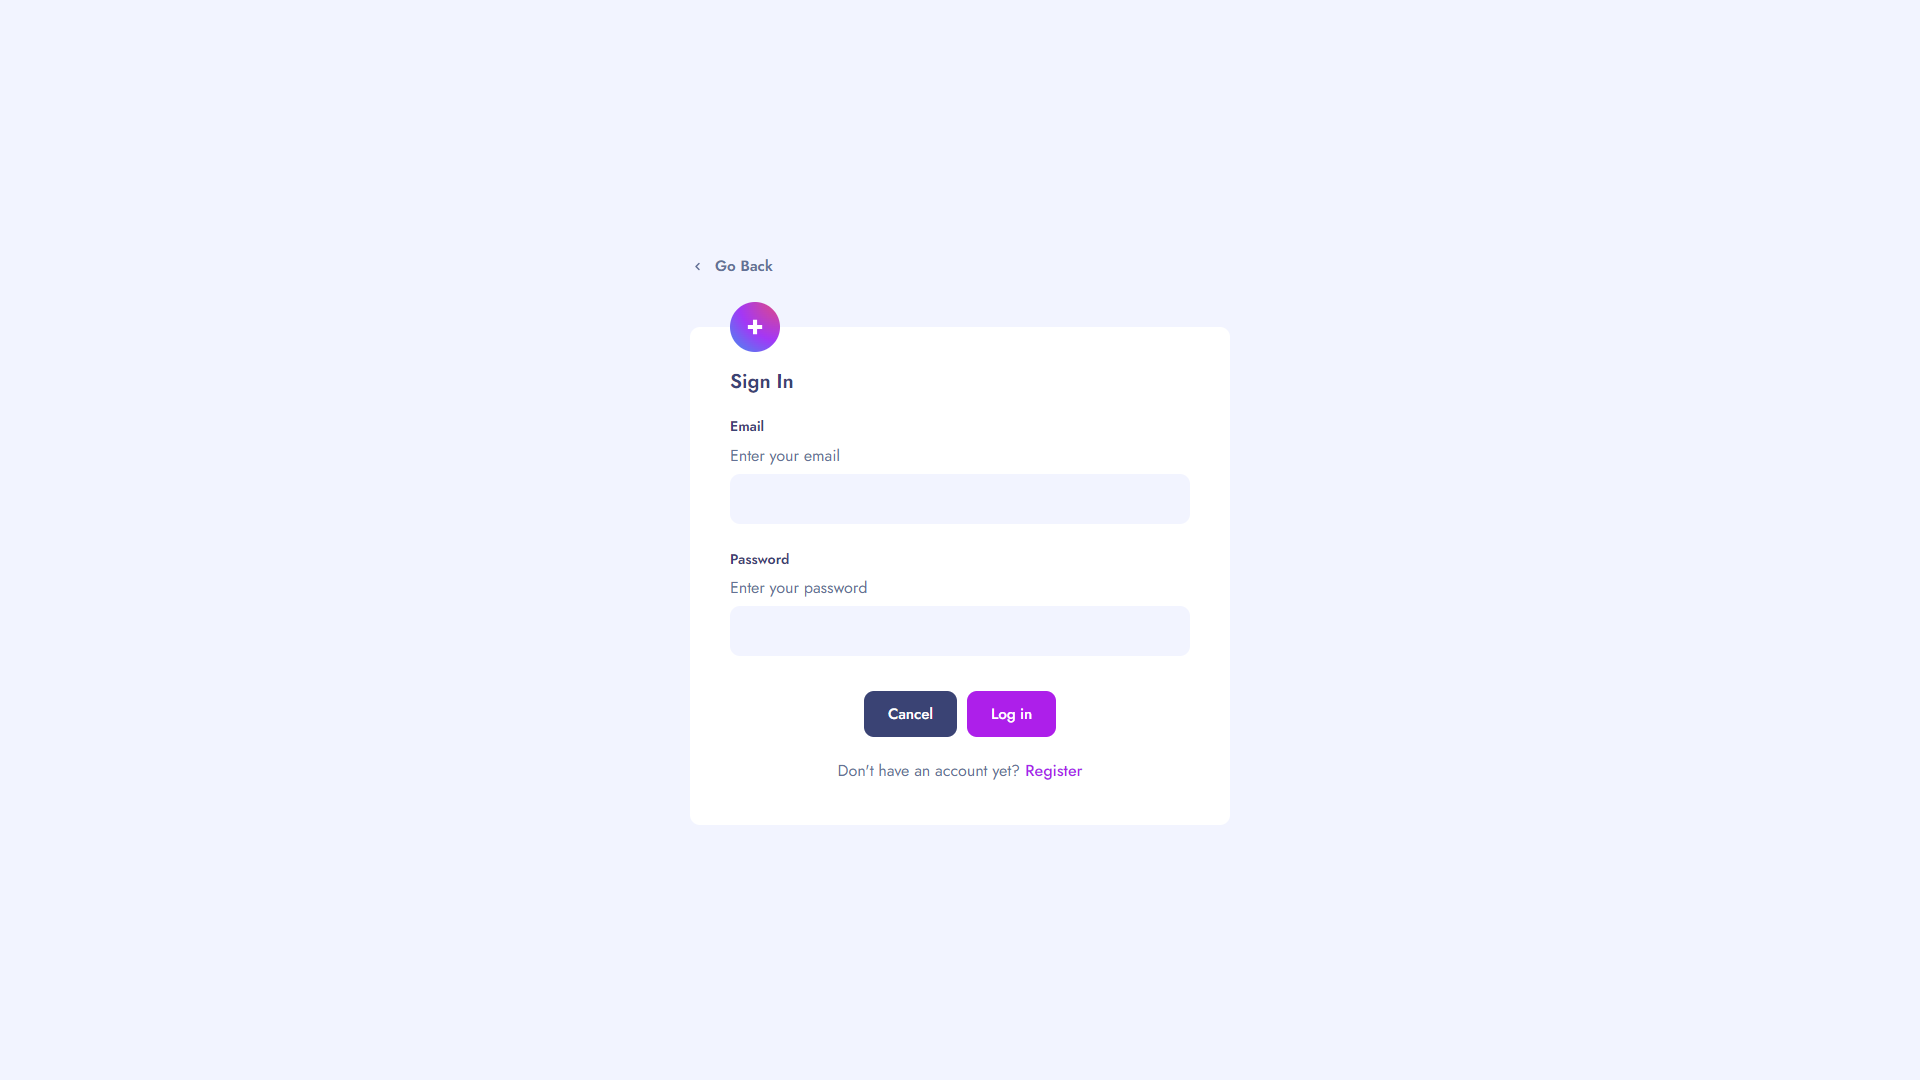 Go Back
Sign In
Email
Enter your email
Password
Enter your password
Cancel Log in
Don't have an account yet? Register